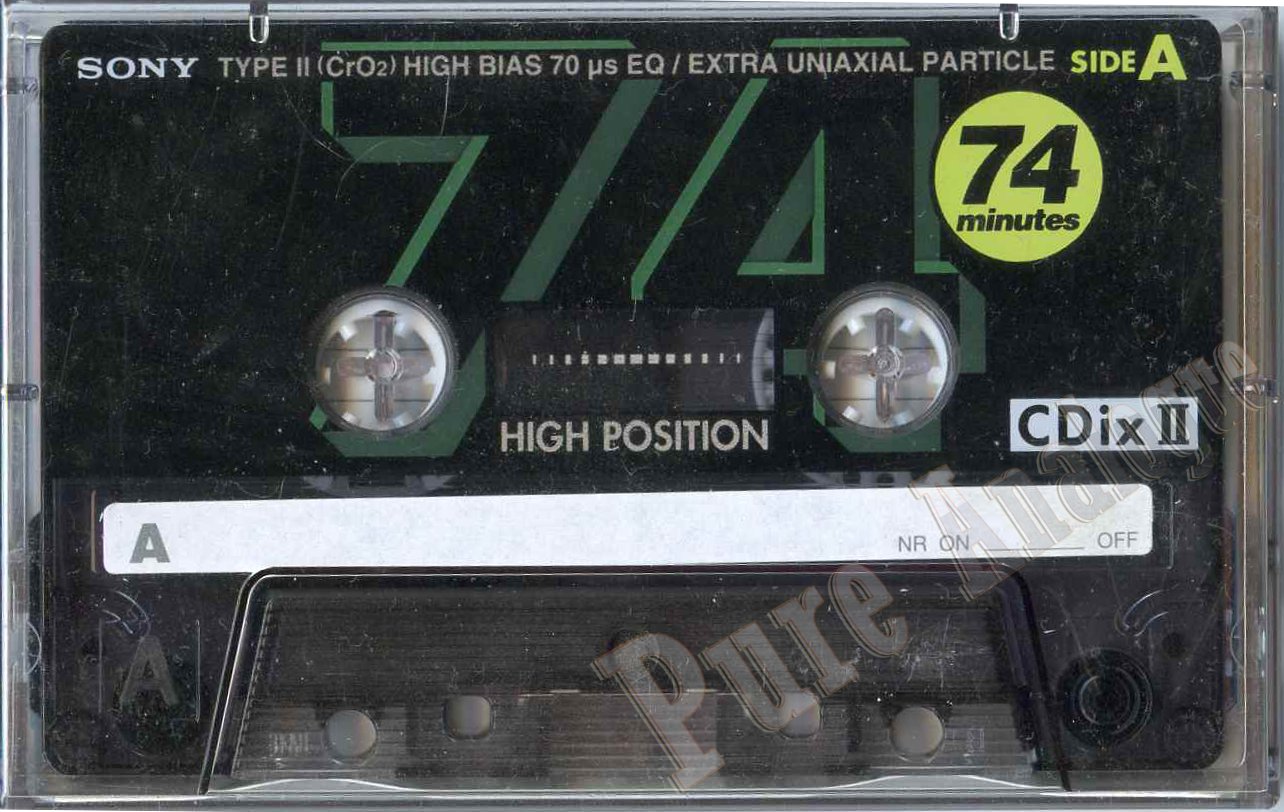 SONY TYPE II (CrO2) HIGH BIAS 70 µs EQ / EXTRA UNIAXIAL PARTICLE SIDE A
74
74
minutes
HIGH POSITION
CDix II
A
NR ON ______ OFF
A
Pure Analogue